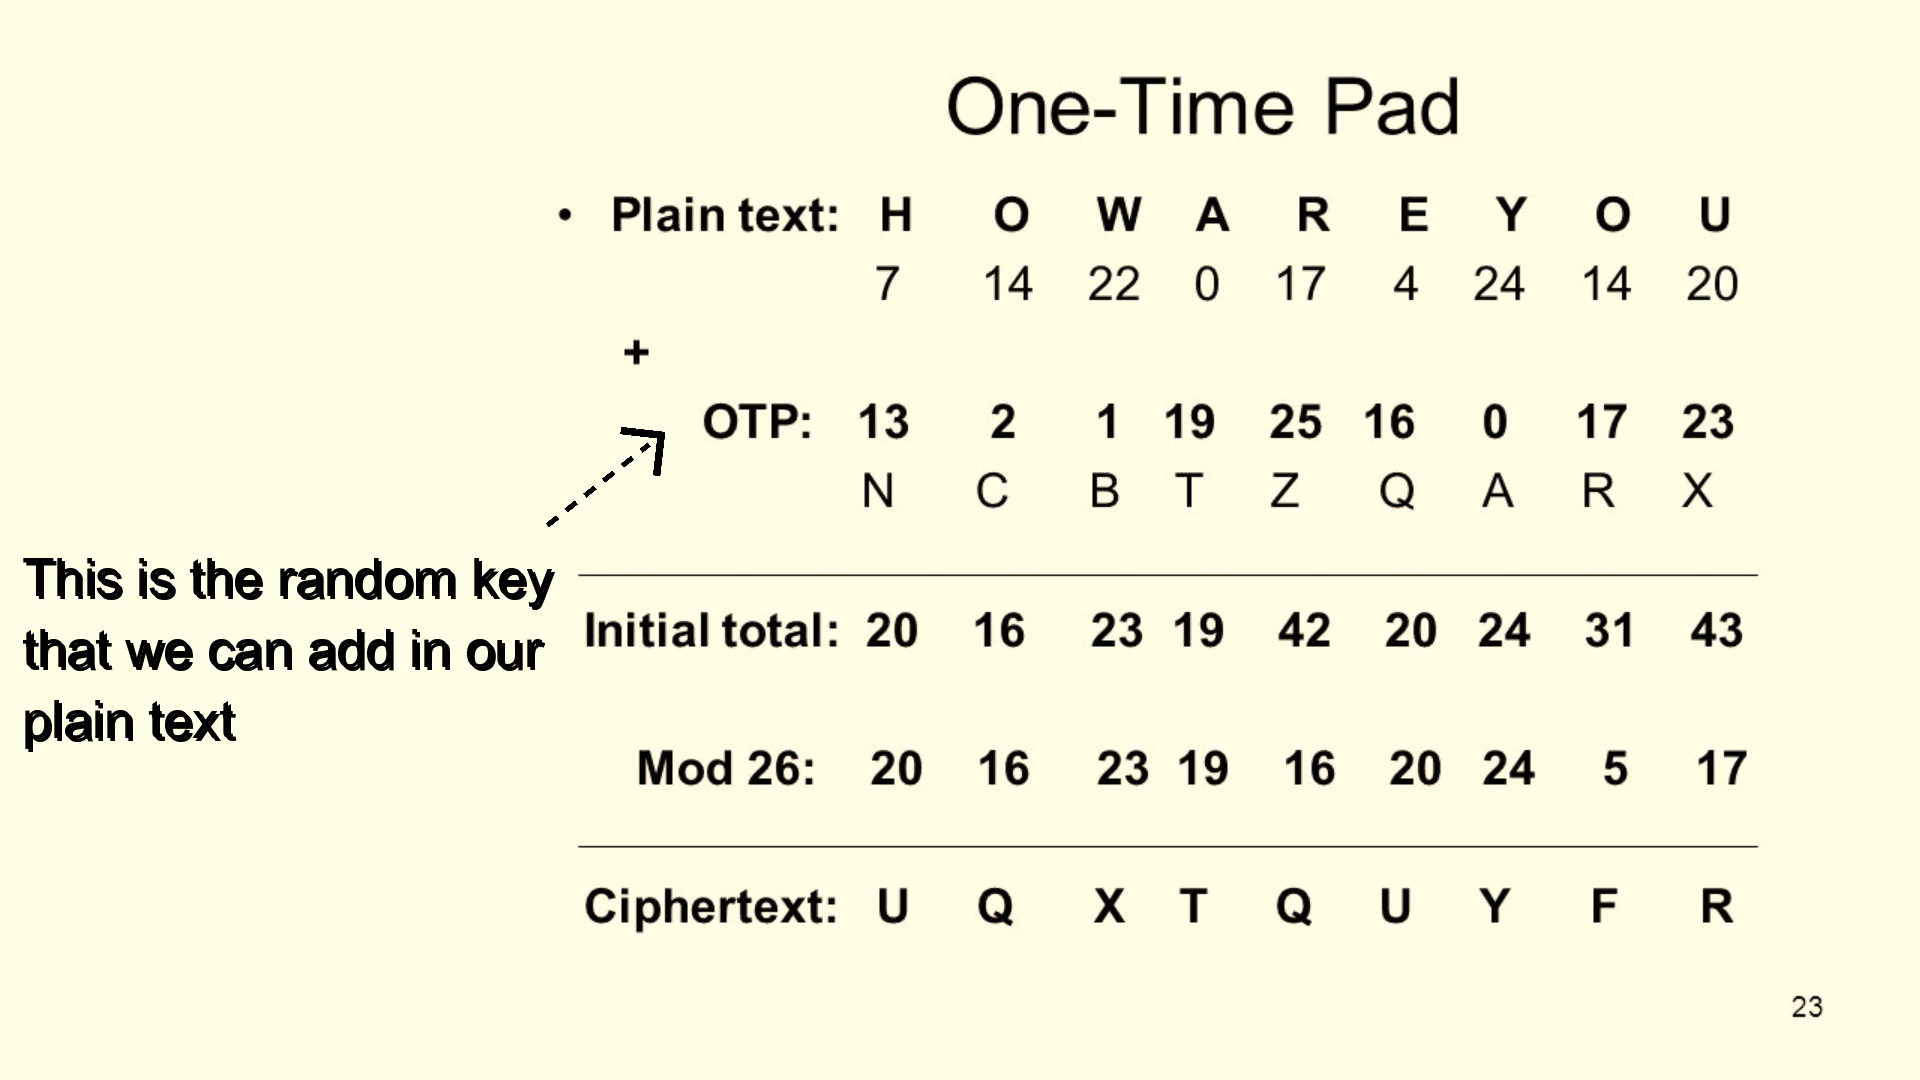 One-Time Pad
• Plain text: H O W A R E Y O U
7 14 22 0 17 4 24 14 20
+
OTP: 13 2 1 19 25 16 0 17 23
N C B T Z Q A R X
This is the random key
that we can add in our
plain text
Initial total: 20 16 23 19 42 20 24 31 43
Mod 26: 20 16 23 19 16 20 24 5 17
Ciphertext: U Q X T Q U Y F R
23